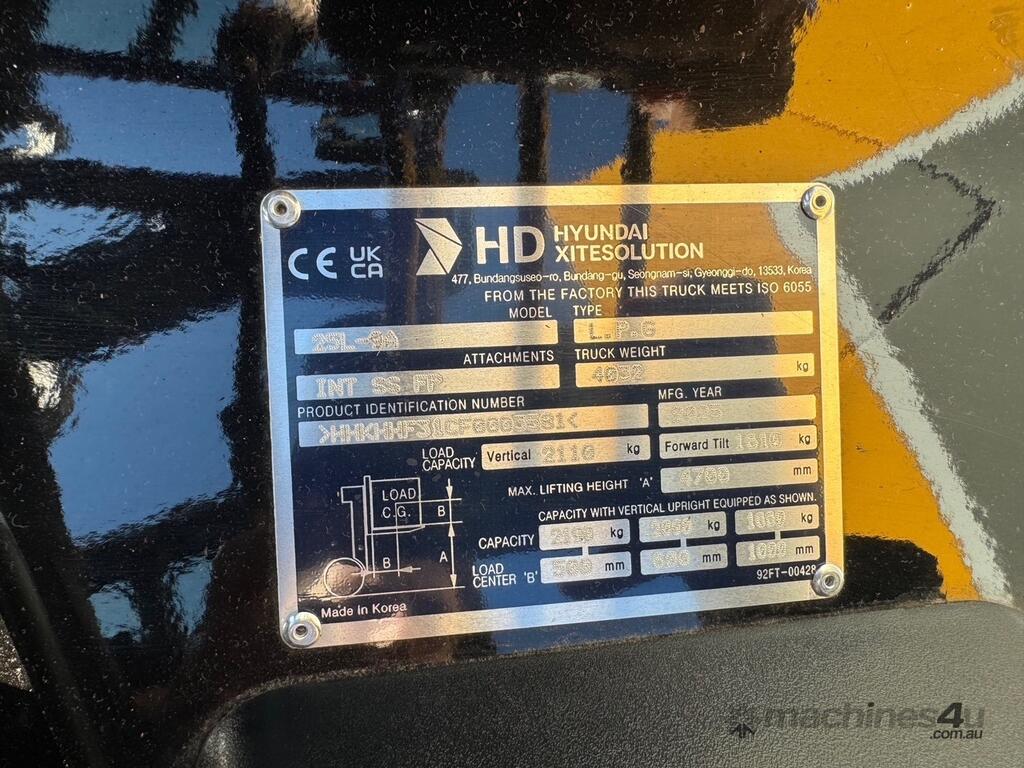 CE UK CA
HD HYUNDAI XITESOLUTION
477, Bundangsuseo-ro, Bundang-gu, Seongnam-si, Gyeonggi-do, 13533, Korea
FROM THE FACTORY THIS TRUCK MEETS ISO 6055
MODEL TYPE
25L-9A L.P.G
ATTACHMENTS TRUCK WEIGHT
INT SS FP 4032 kg
PRODUCT IDENTIFICATION NUMBER MFG. YEAR
LOAD CAPACITY Vertical 2110 kg Forward Tilt 1810 kg
MAX. LIFTING HEIGHT 'A' 4700 mm
CAPACITY WITH VERTICAL UPRIGHT EQUIPPED AS SHOWN.
CAPACITY kg kg kg
LOAD CENTER 'B' 500 mm 600 mm 1000 mm
LOAD C.G. B
B A
92FT-00428
Made in Korea
machines4u
.com.au